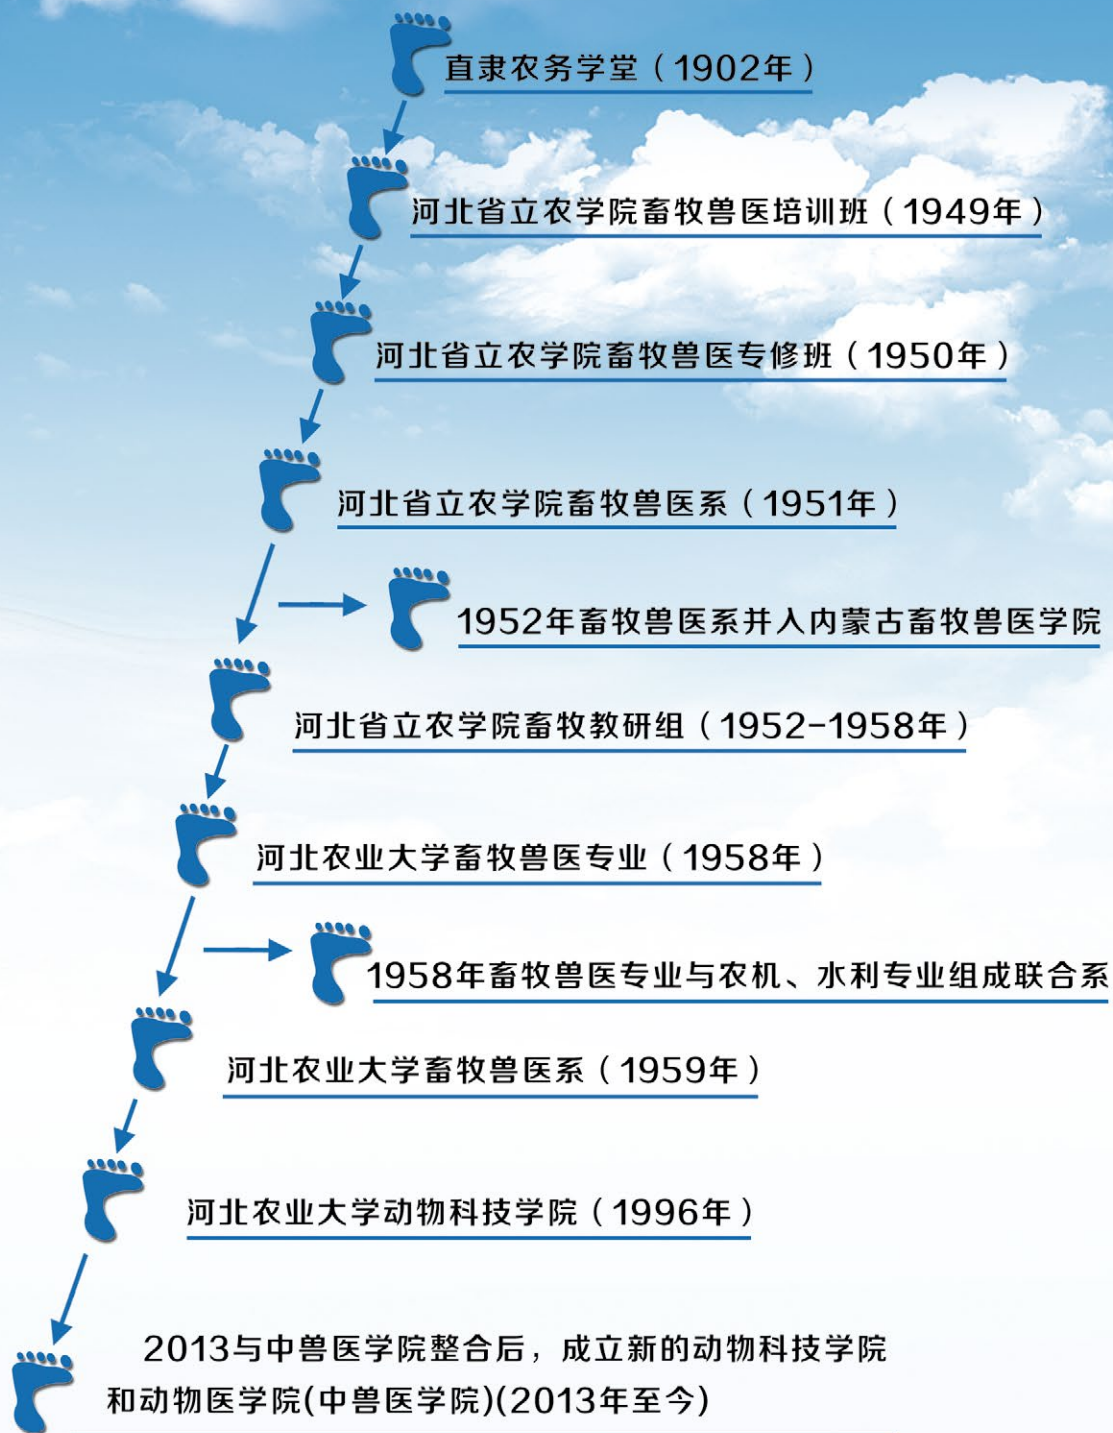 直隶农务学堂（1902年）
河北省立农学院畜牧兽医培训班（1949年）
河北省立农学院畜牧兽医专修班（1950年）
河北省立农学院畜牧兽医系（1951年）
1952年畜牧兽医系并入内蒙古畜牧兽医学院
河北省立农学院畜牧教研组（1952-1958年）
河北农业大学畜牧兽医专业（1958年）
1958年畜牧兽医专业与农机、水利专业组成联合系
河北农业大学畜牧兽医系（1959年）
河北农业大学动物科技学院（1996年）
2013与中兽医学院整合后，成立新的动物科技学院
和动物医学院(中兽医学院)(2013年至今)